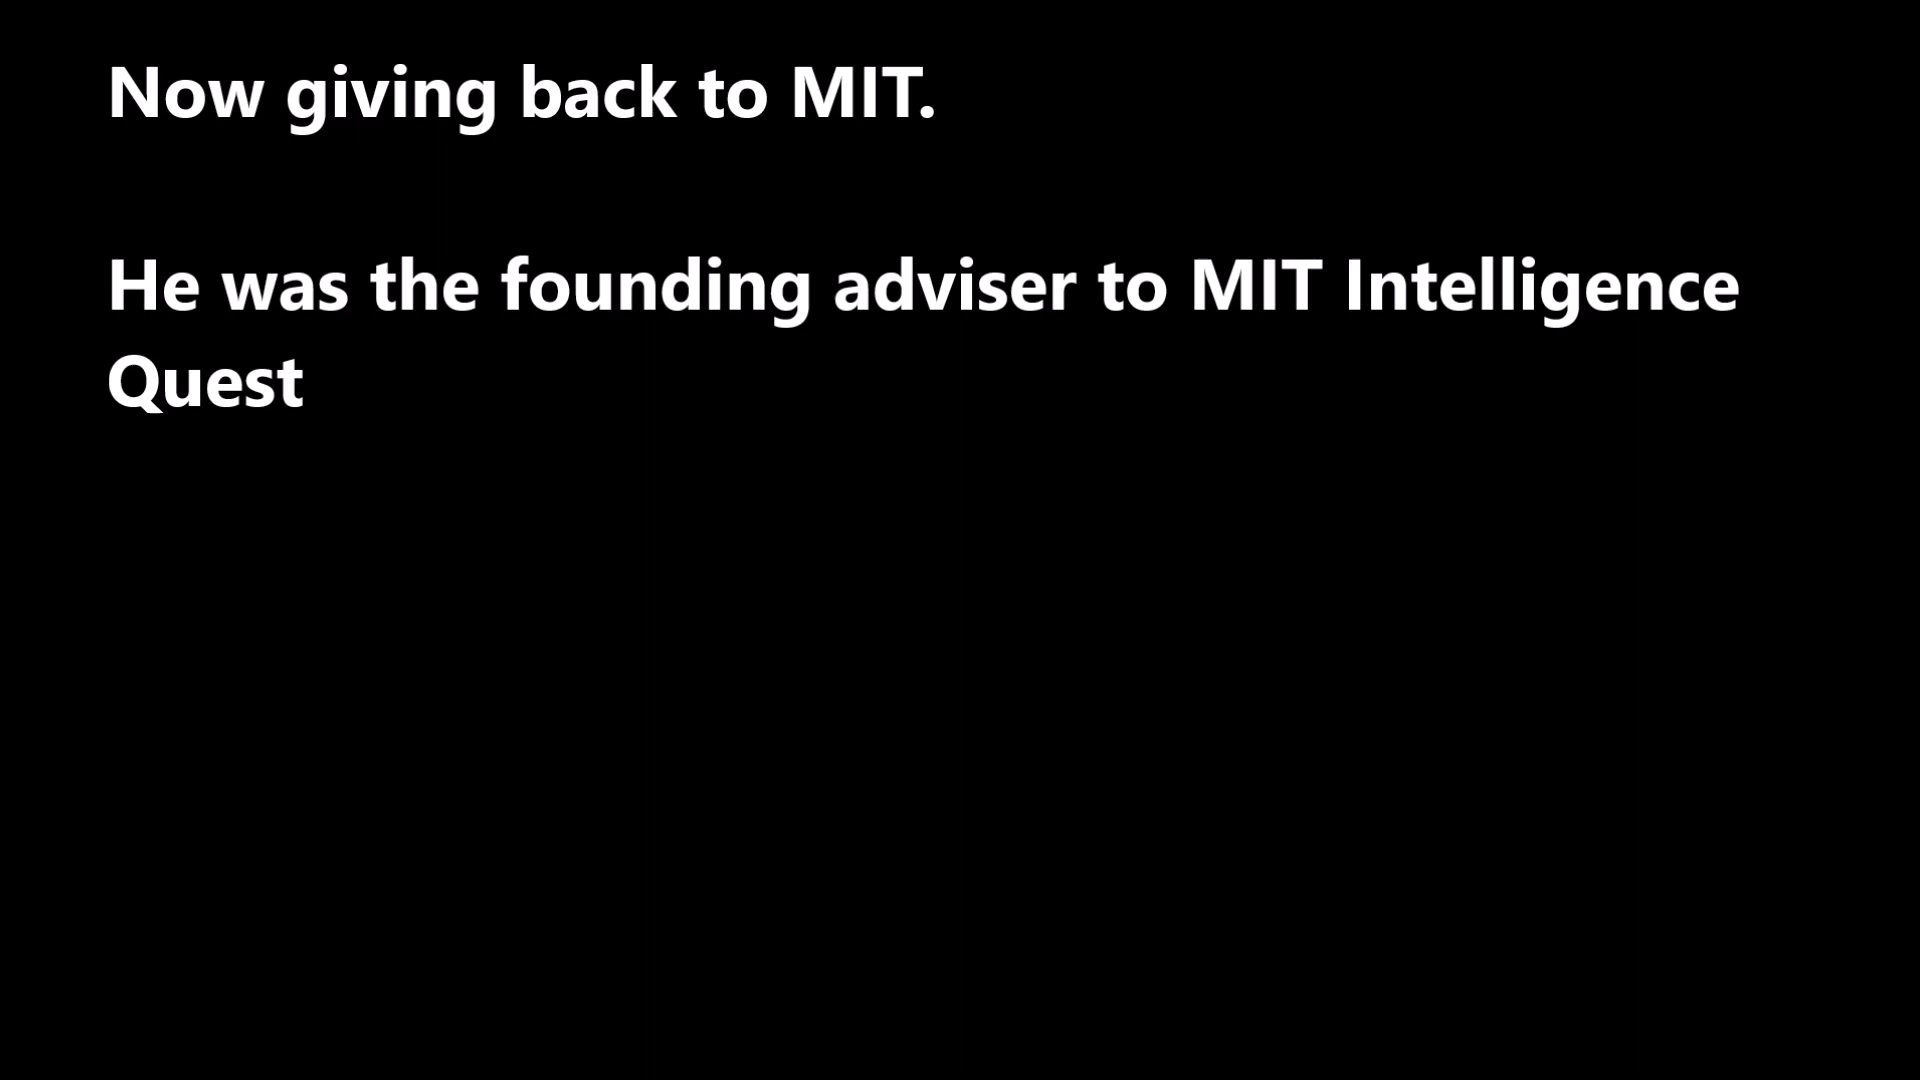 Now giving back to MIT.
He was the founding adviser to MIT Intelligence
Quest